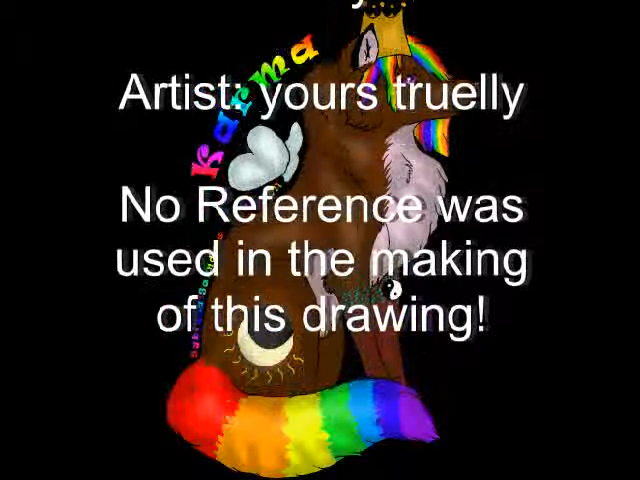 Karma
Artist: yours truelly
No Reference was
used in the making
of this drawing!